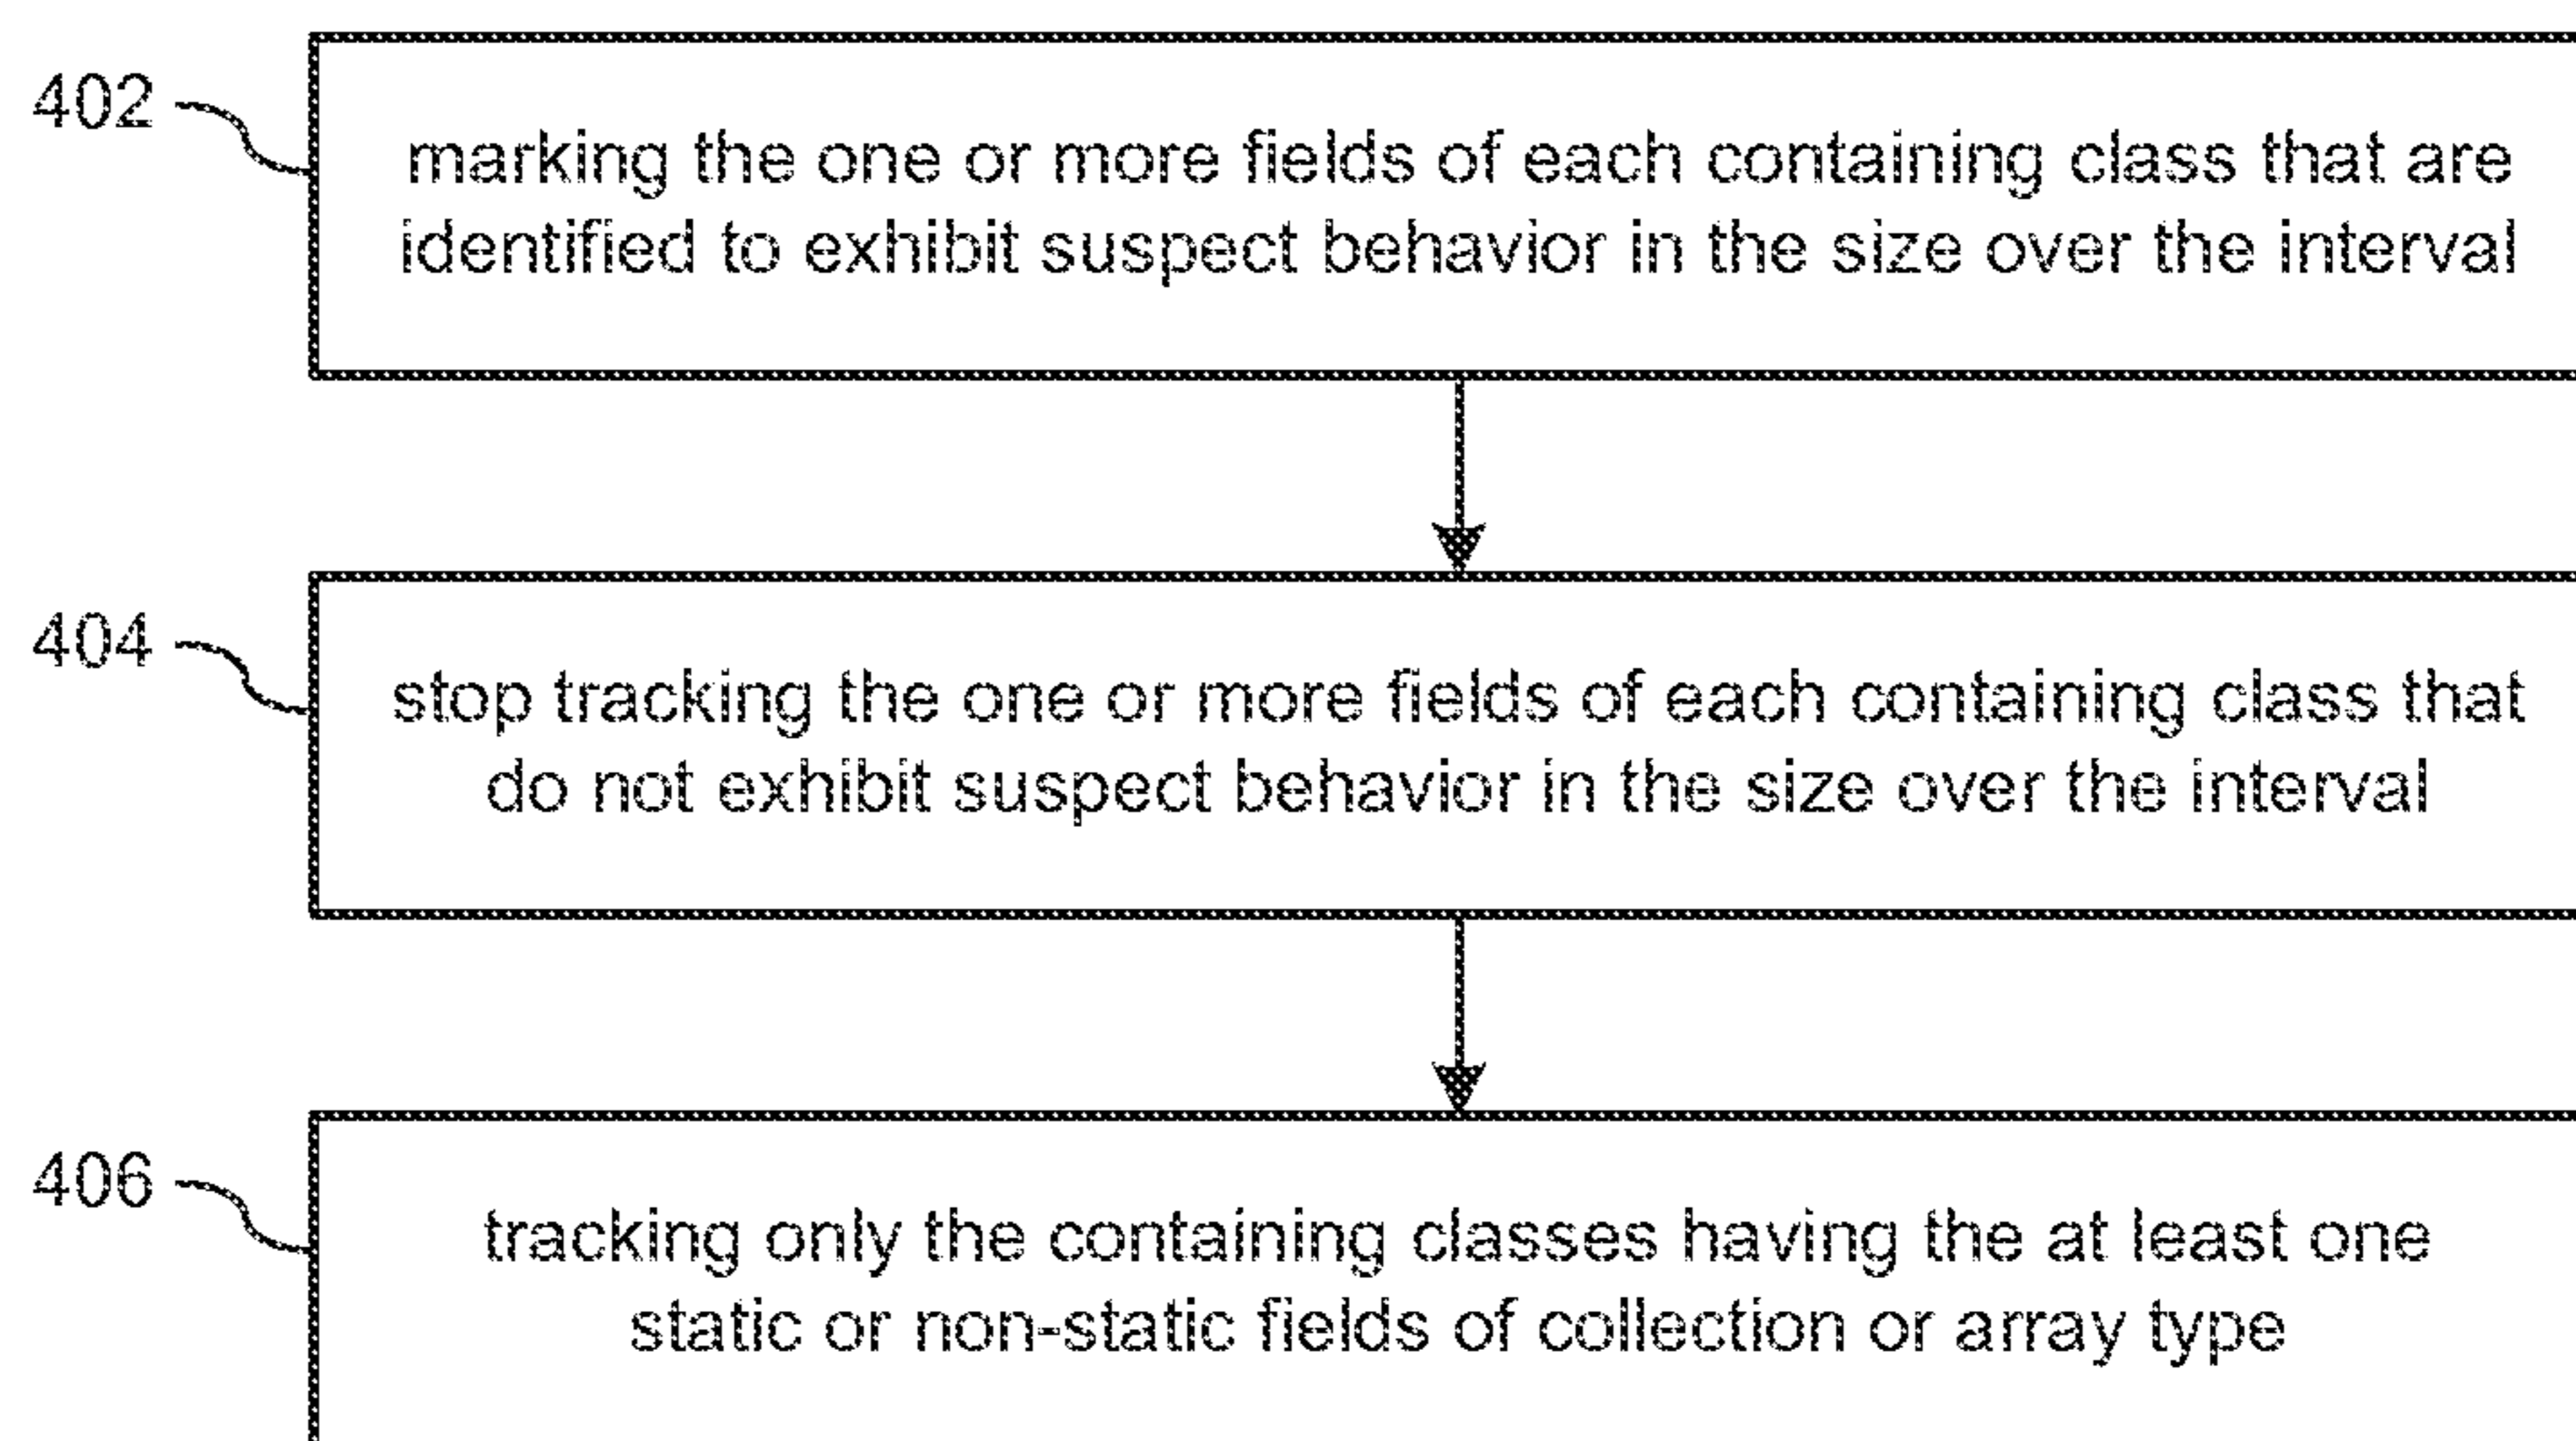 402
marking the one or more fields of each containing class that are
identified to exhibit suspect behavior in the size over the interval
404
stop tracking the one or more fields of each containing class that
do not exhibit suspect behavior in the size over the interval
406
tracking only the containing classes having the at least one
static or non-static fields of collection or array type